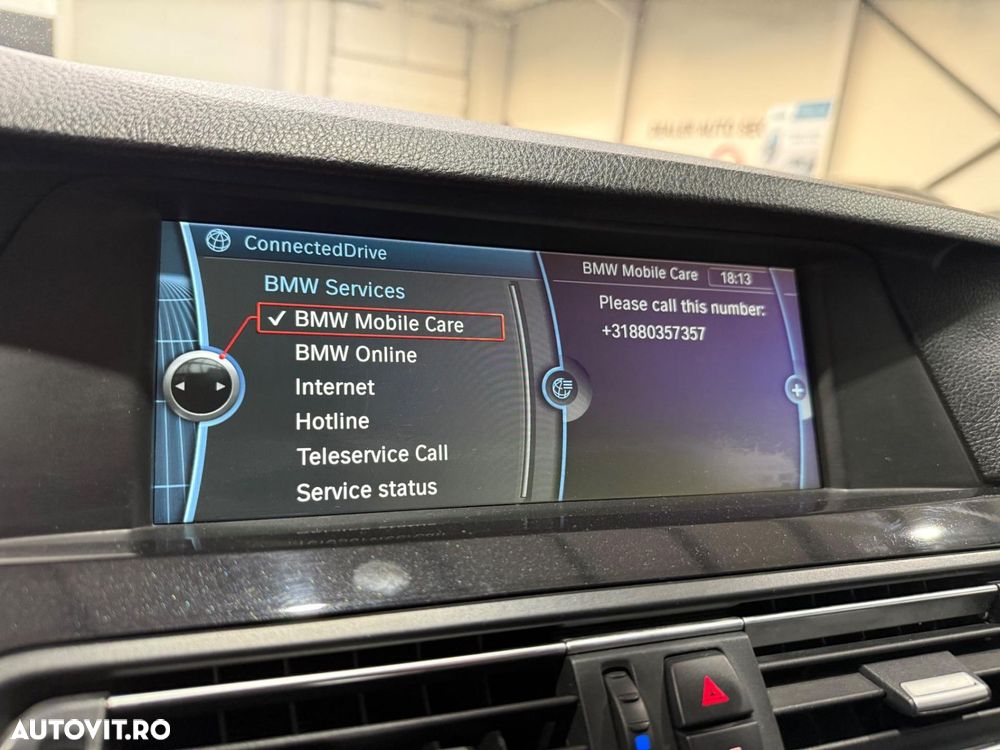 ConnectedDrive
BMW Services
✓ BMW Mobile Care
BMW Online
Internet
Hotline
Teleservice Call
Service status
BMW Mobile Care 18:13
Please call this number:
+31880357357
AUTOVIT.RO